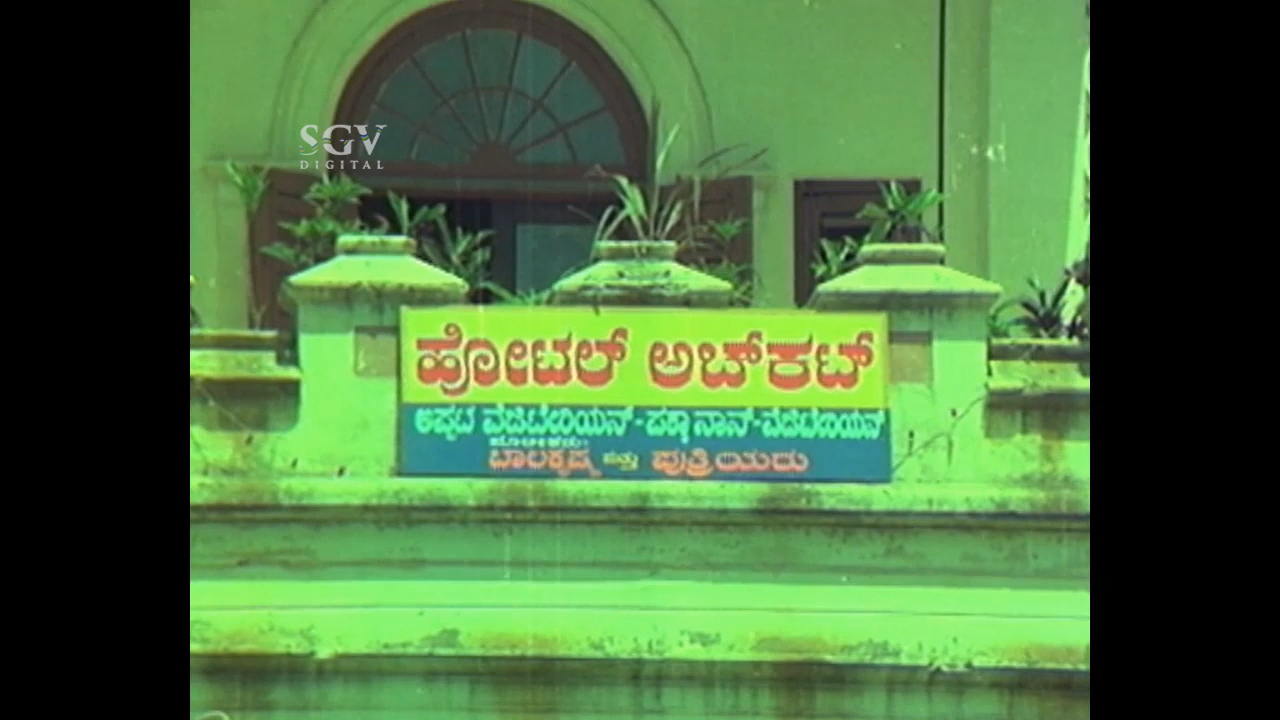 SGV
DIGITAL
ಹೋಟಲ್ ಅಬ್‌ಕಟ್
ಅಪ್ಪಟ ವೆಜಿಟೇರಿಯನ್-ಪಕ್ಕಾ ನಾನ್-ವೆಜಿಟೇರಿಯನ್
ಬಾಲಕೃಷ್ಣ ಮತ್ತು ಪುತ್ರಿಯರು